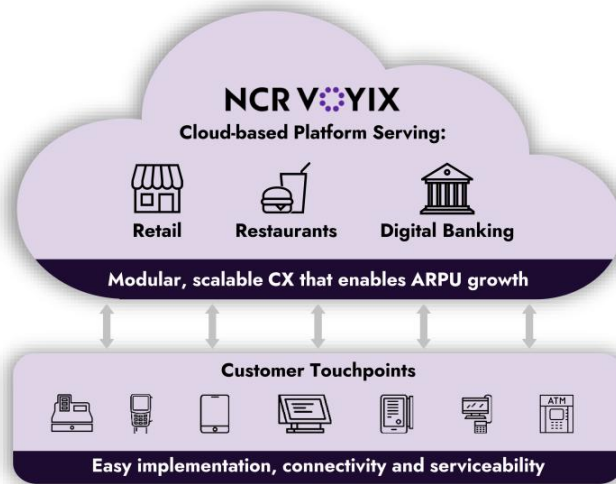 NCR VOYIX
Cloud-based Platform Serving:
Retail Restaurants Digital Banking
Modular, scalable CX that enables ARPU growth
Customer Touchpoints
ATM
Easy implementation, connectivity and serviceability